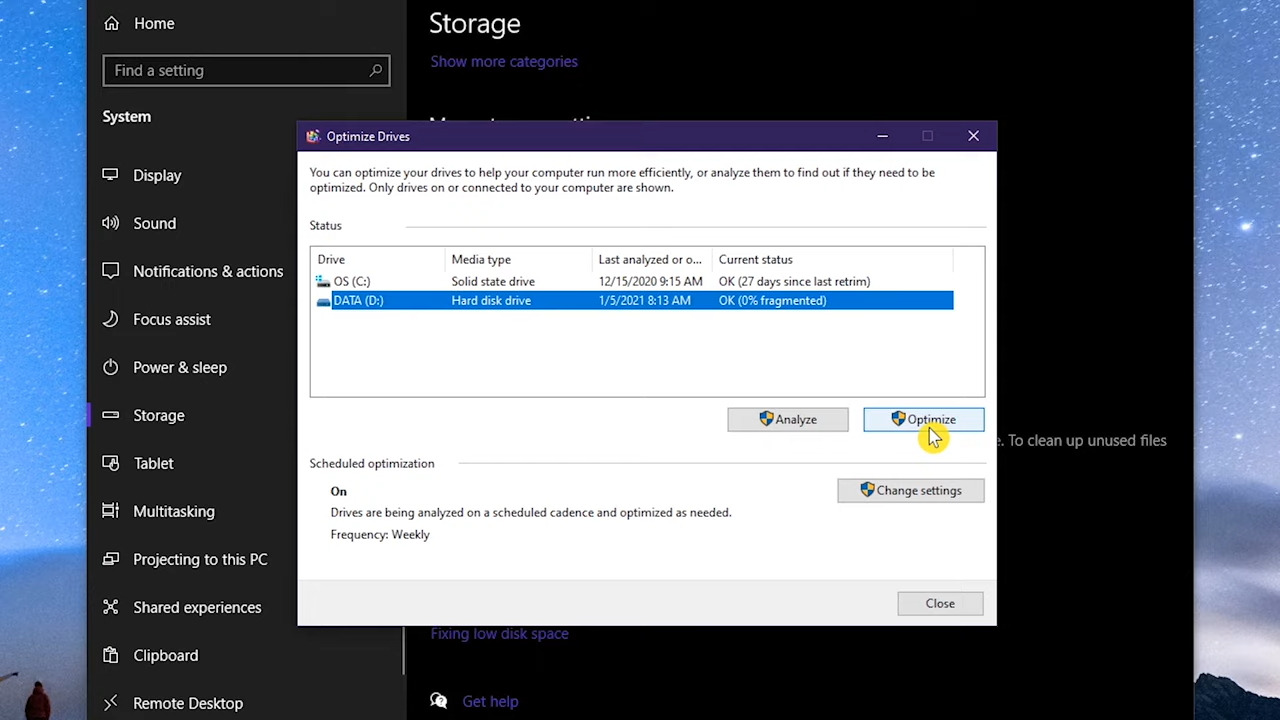 Home
Find a setting
System
Display
Sound
Notifications & actions
Focus assist
Power & sleep
Storage
Tablet
Multitasking
Projecting to this PC
Shared experiences
Clipboard
Remote Desktop
Storage
Show more categories
Optimize Drives
You can optimize your drives to help your computer run more efficiently, or analyze them to find out if they need to be
optimized. Only drives on or connected to your computer are shown.
Status
Drive Media type Last analyzed or o... Current status
OS (C:) Solid state drive 12/15/2020 9:15 AM OK (27 days since last retrim)
DATA (D:) Hard disk drive 1/5/2021 8:13 AM OK (0% fragmented)
Analyze Optimize
Scheduled optimization
On
Change settings
Drives are being analyzed on a scheduled cadence and optimized as needed.
Frequency: Weekly
Close
e. To clean up unused files
Fixing low disk space
Get help